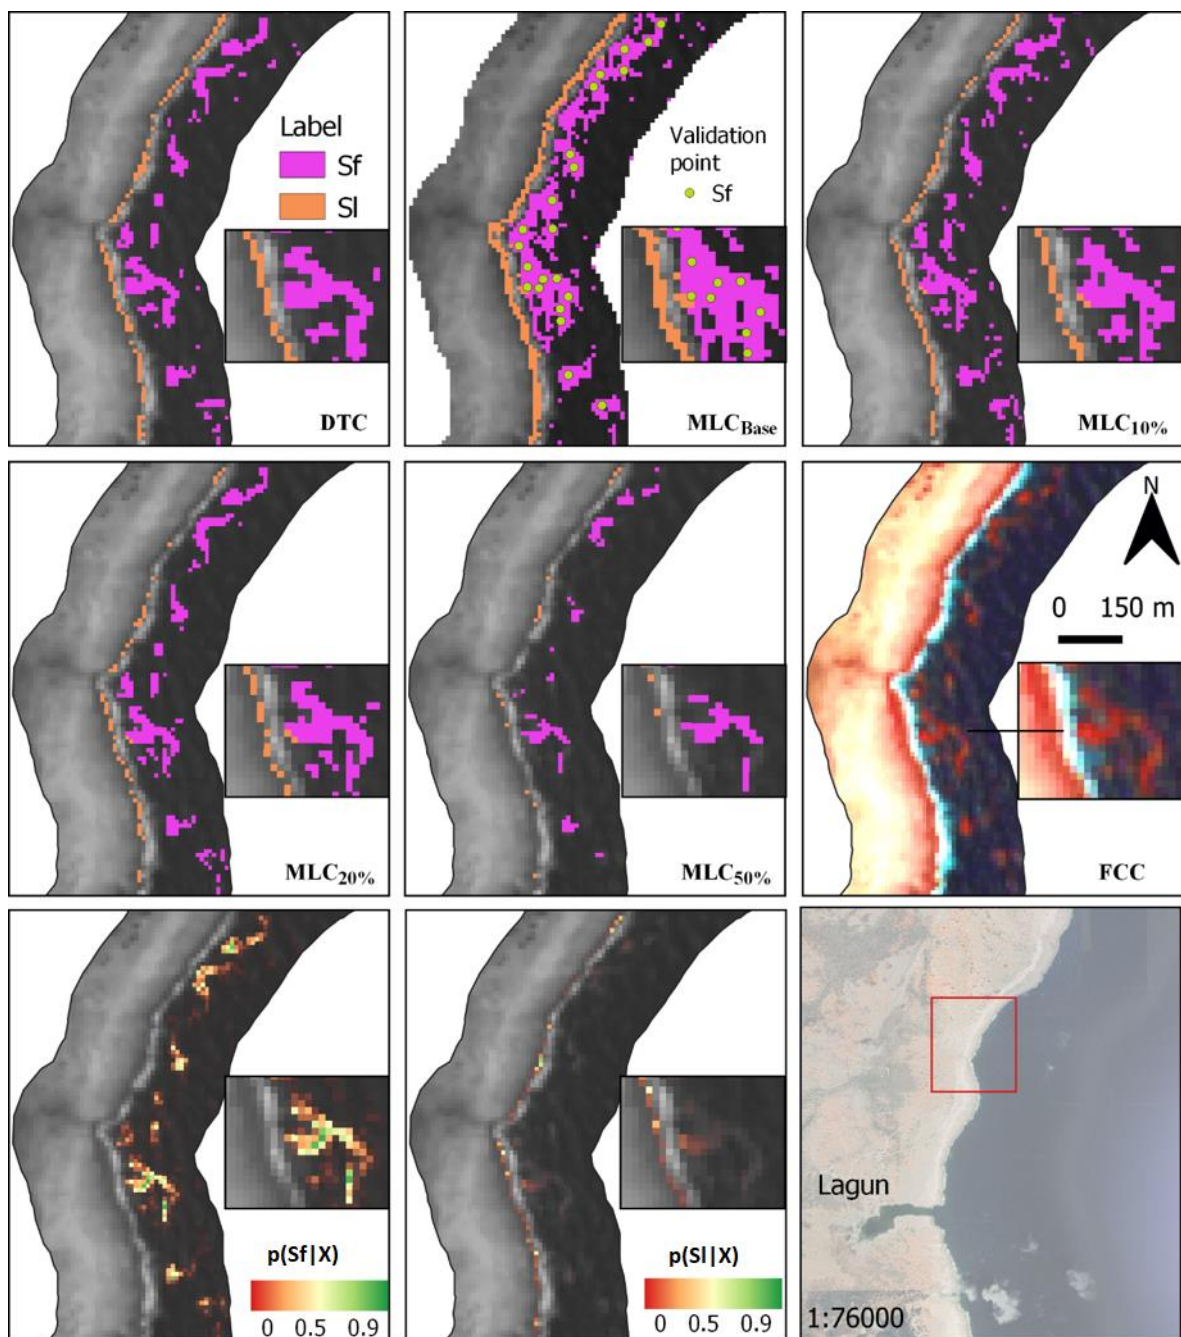 Label
Sf
Sl
DTC
Validation
point
Sf
MLC_Base
MLC_10%
MLC_20%
MLC_50%
N
0 150 m
FCC
p(Sf|X)
0 0.5 0.9
p(Sl|X)
0 0.5 0.9
Lagun
1:76000